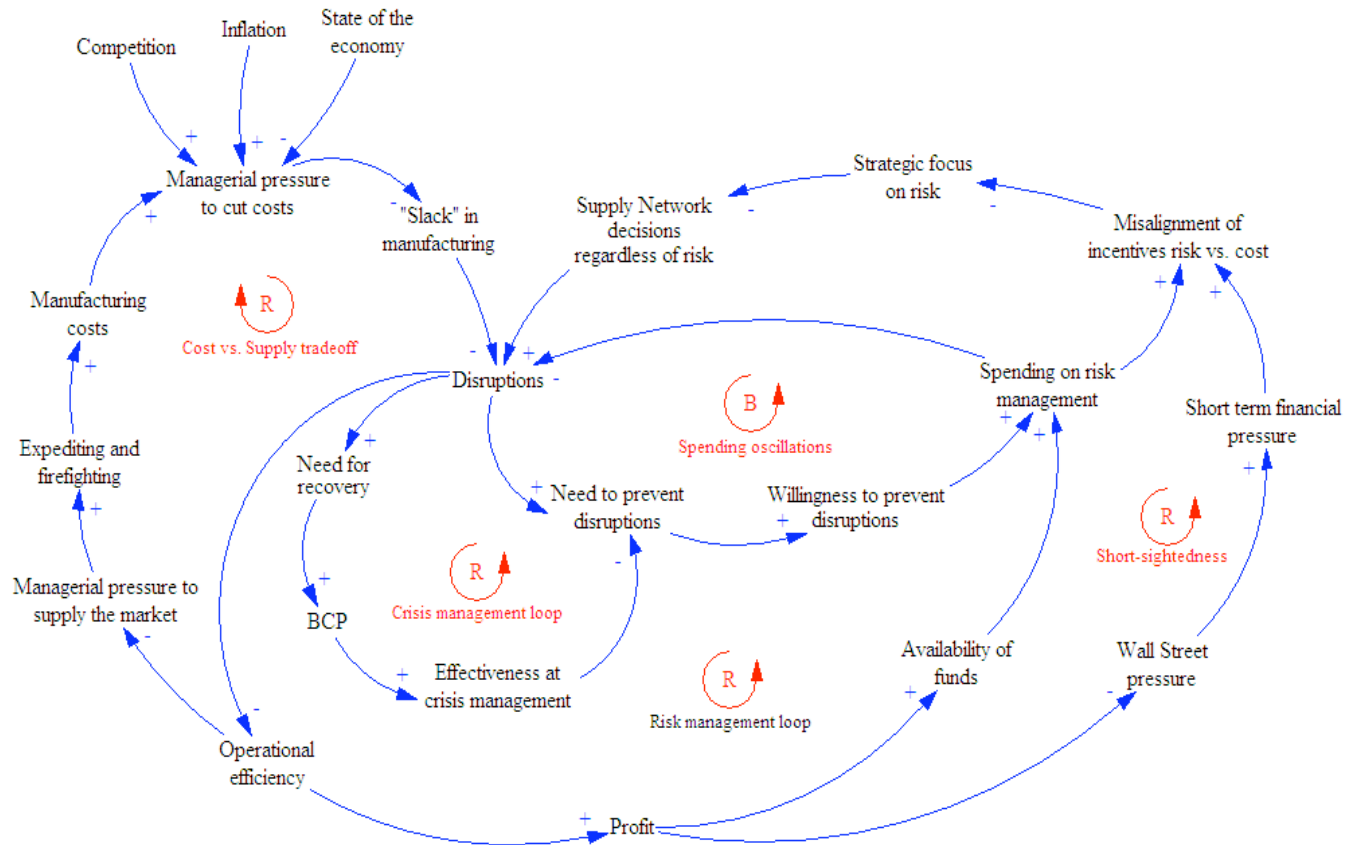 State of the
economy
Inflation
Competition
+
+
-
Managerial pressure
to cut costs
+
-
"Slack" in
manufacturing
Strategic focus
on risk
-
-
Supply Network
decisions
regardless of risk
Misalignment of
incentives risk vs. cost
+
+
R
Cost vs. Supply tradeoff
Manufacturing
costs
+
-
+
-
Disruptions
B
Spending oscillations
Spending on risk
management
+
+
Short term financial
pressure
+
Expediting and
firefighting
+
+
Need for
recovery
+
Need to prevent
disruptions
-
+
Willingness to prevent
disruptions
R
Short-sightedness
R
Crisis management loop
Managerial pressure to
supply the market
-
+
BCP
+
Effectiveness at
crisis management
R
Risk management loop
Availability of
funds
+
Wall Street
pressure
-
-
Operational
efficiency
+
Profit